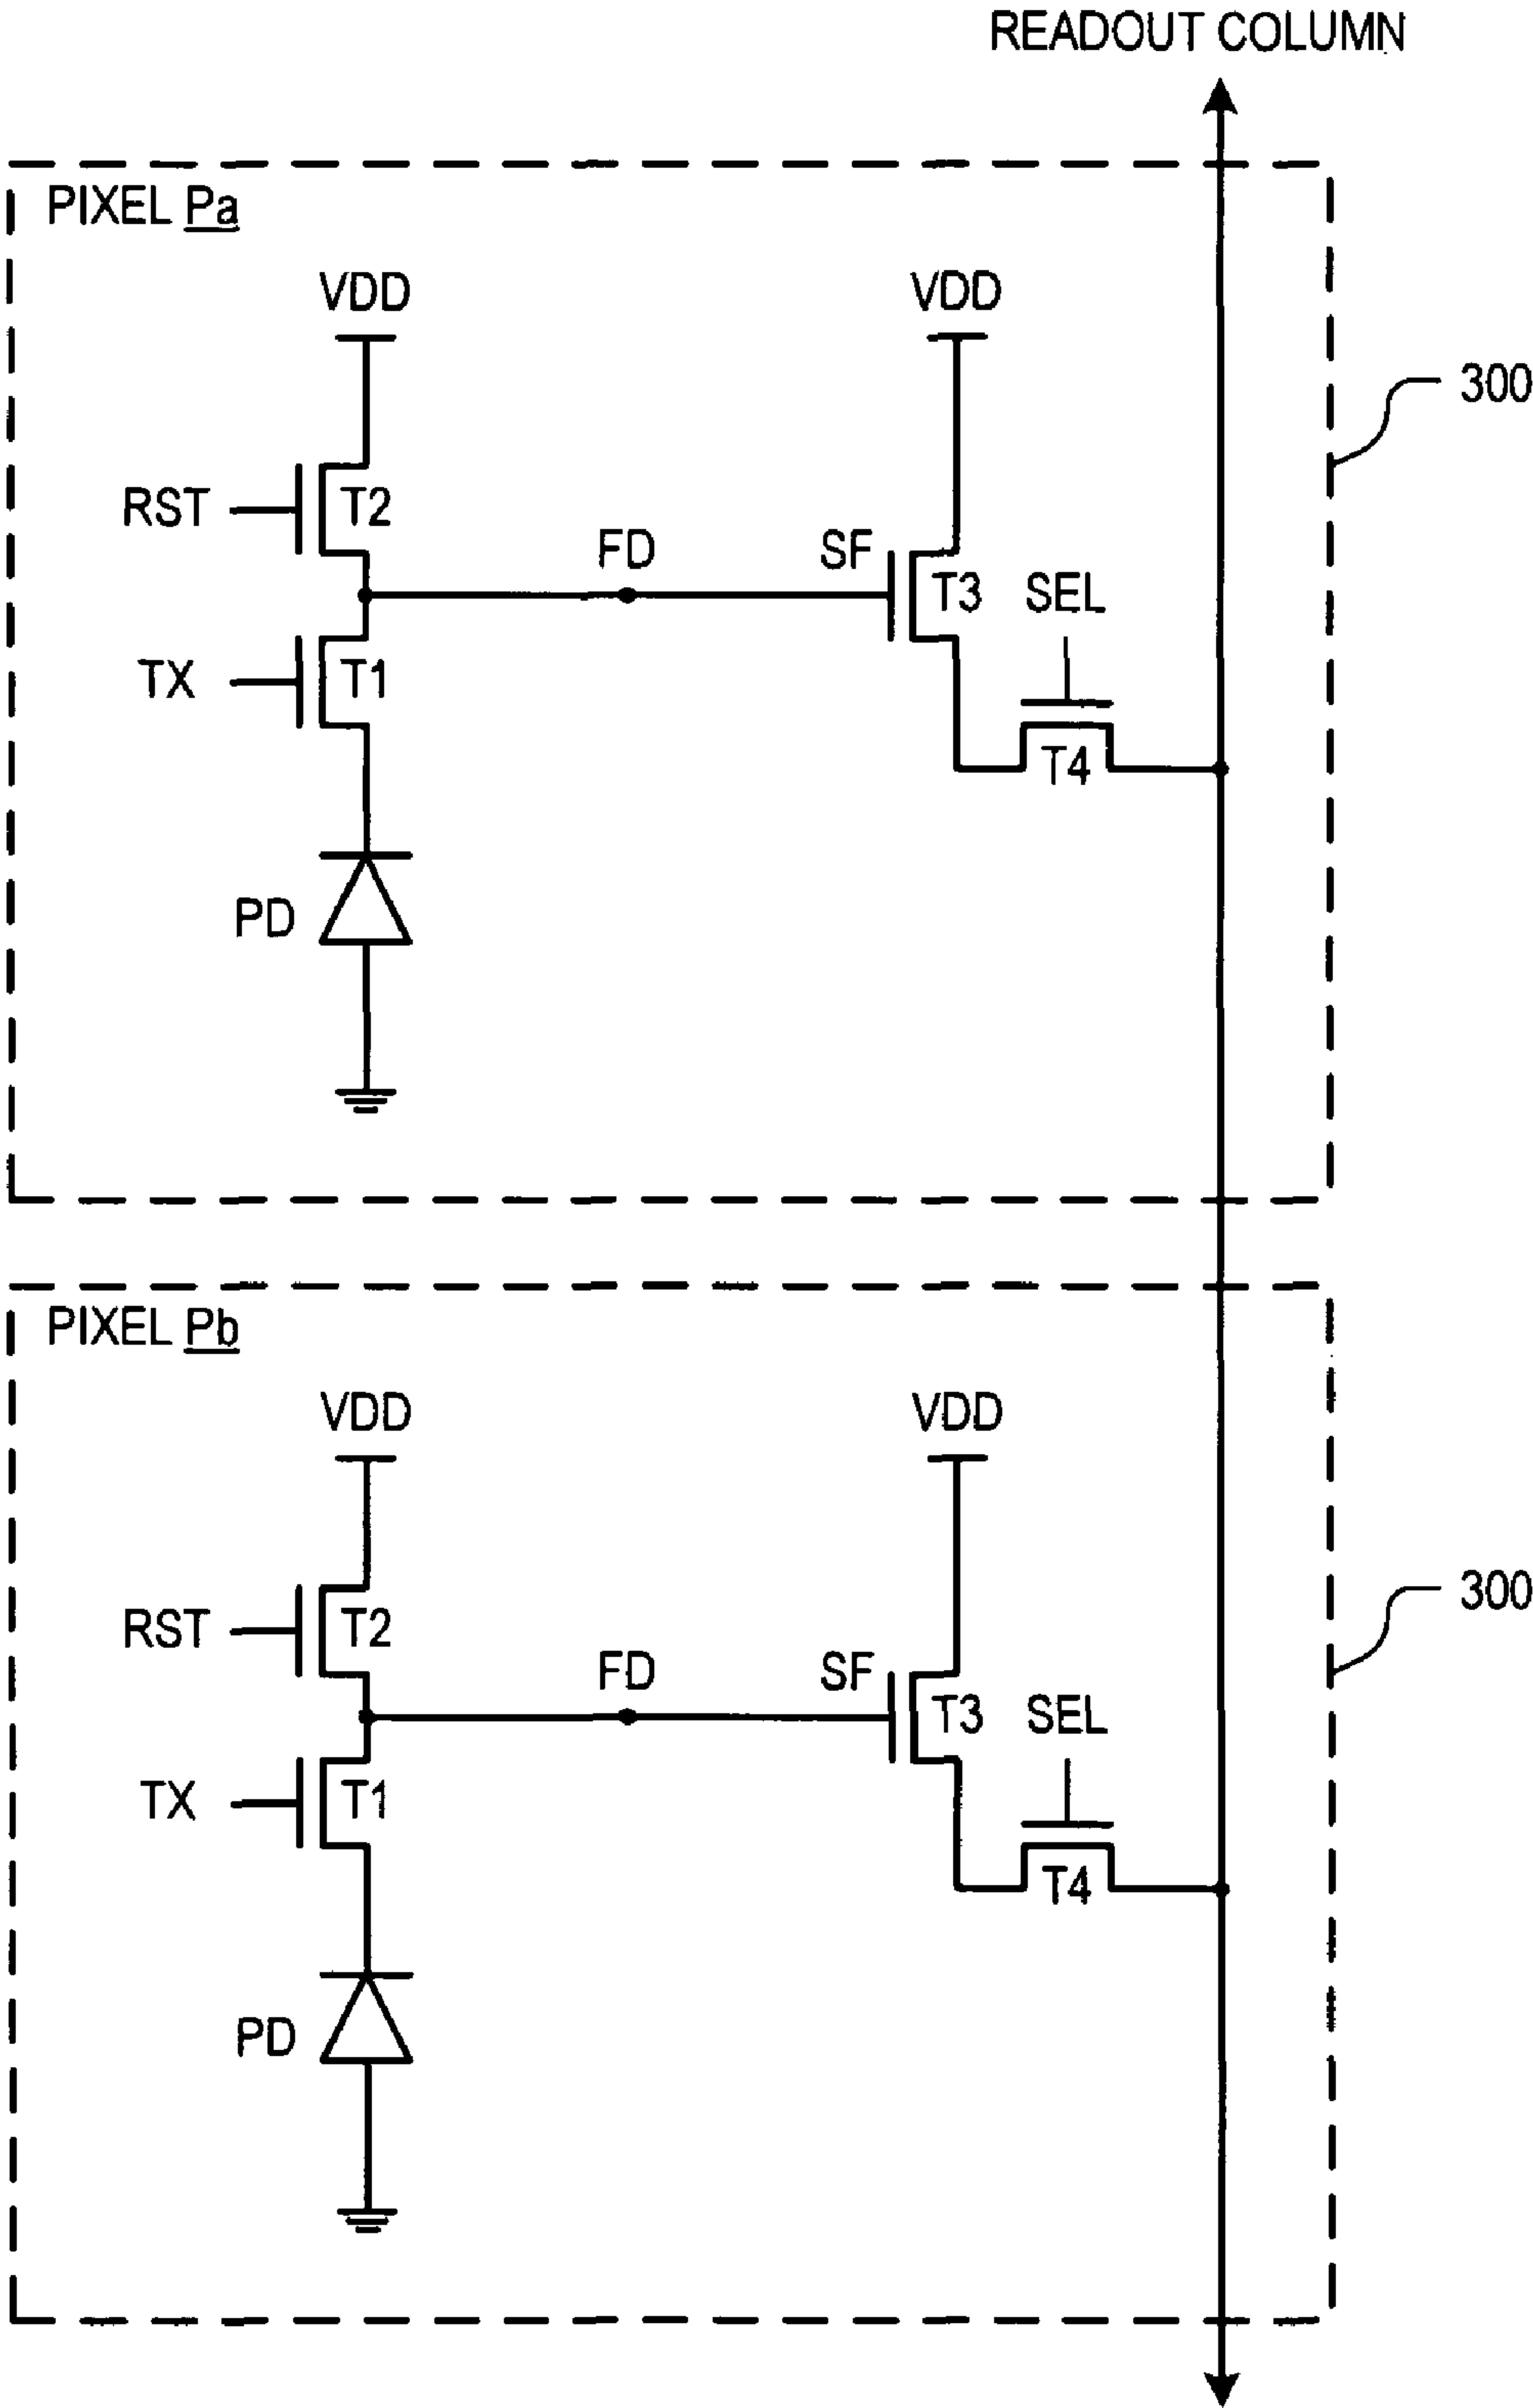 READOUT COLUMN
PIXEL Pa
VDD
VDD
300
RST
T2
FD
SF
T3
SEL
TX
T1
T4
PD
PIXEL Pb
VDD
VDD
300
RST
T2
FD
SF
T3
SEL
TX
T1
T4
PD